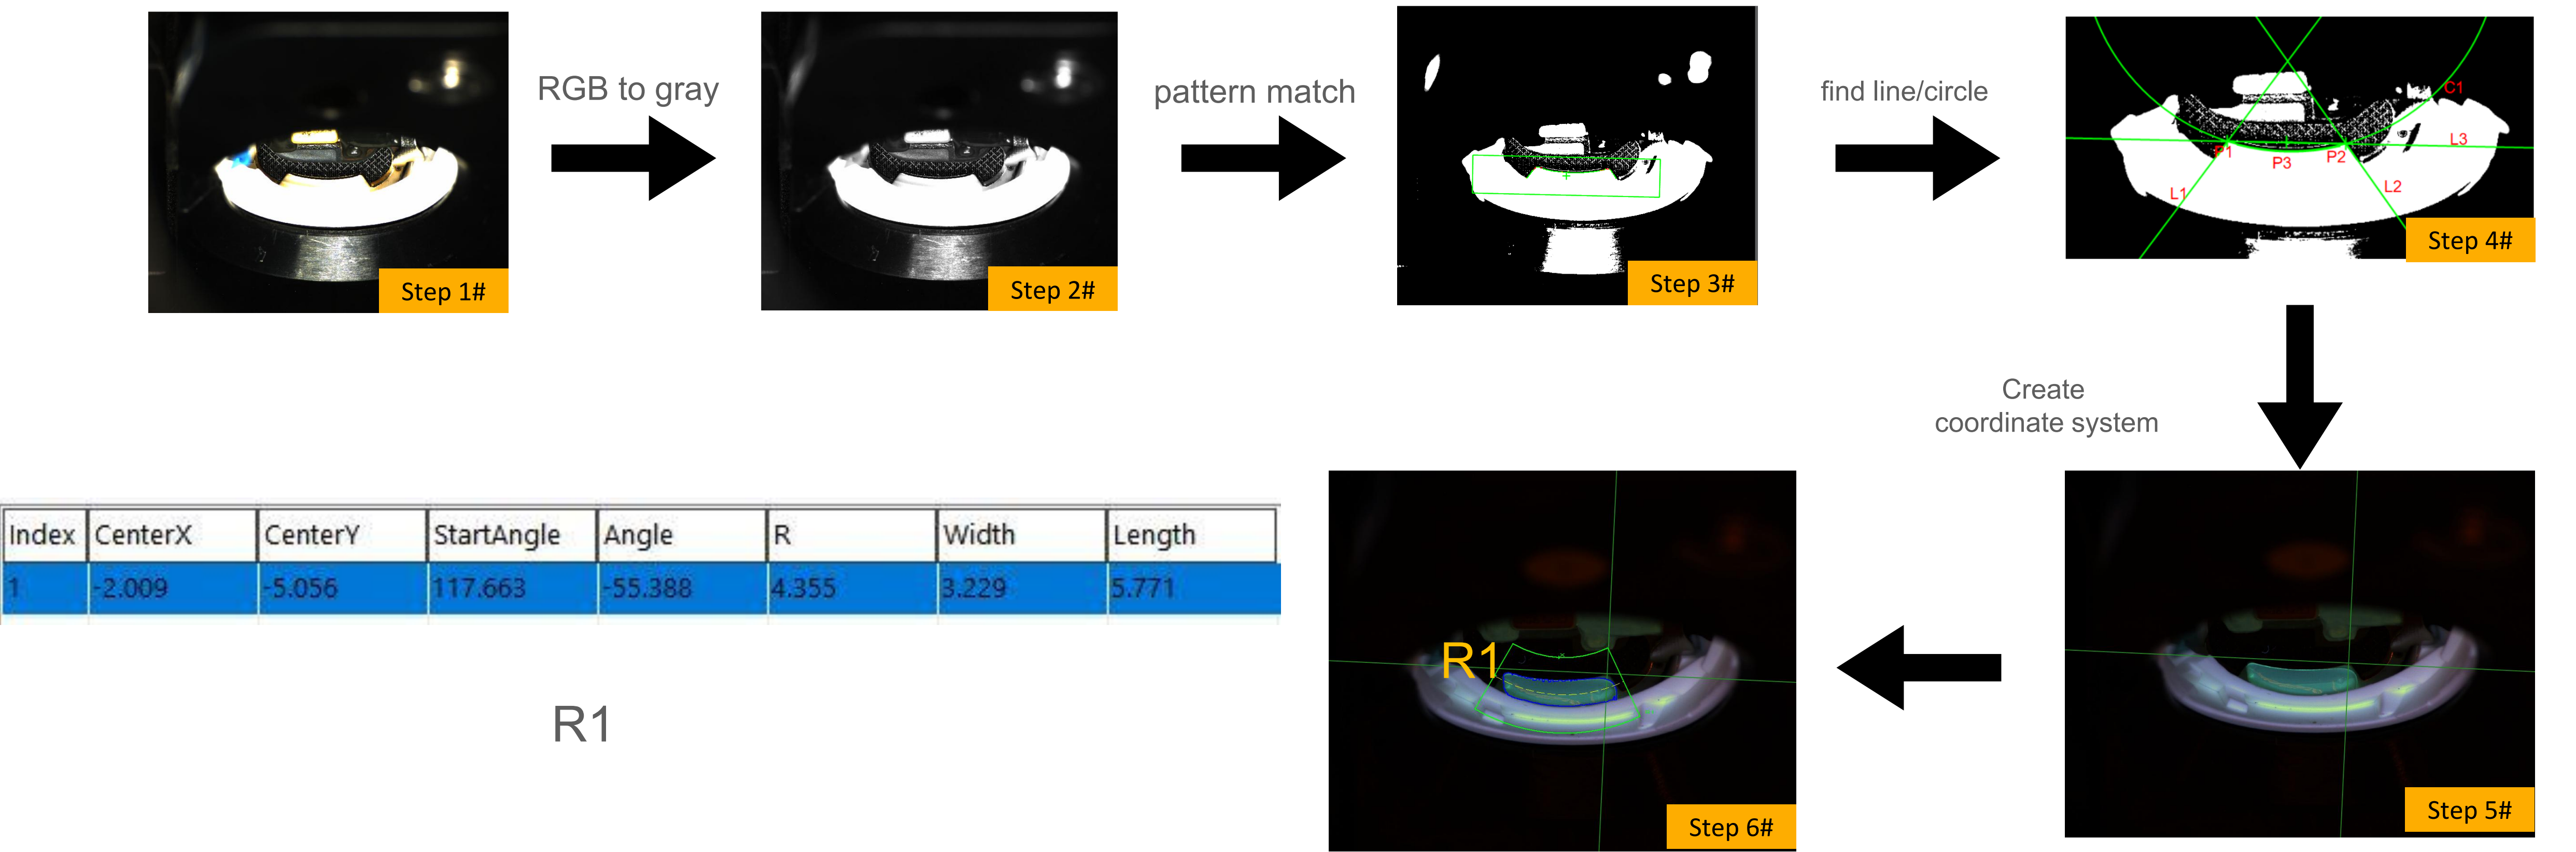 RGB to gray
pattern match
find line/circle
Step 1#
Step 2#
Step 3#
C1
L3
P1
P3
P2
L1
L2
Step 4#
Create
coordinate system
Index CenterX CenterY StartAngle Angle R Width Length
1 -2.009 -5.056 117.663 -55.388 4.355 3.229 5.771
R1
R1
Step 6#
Step 5#